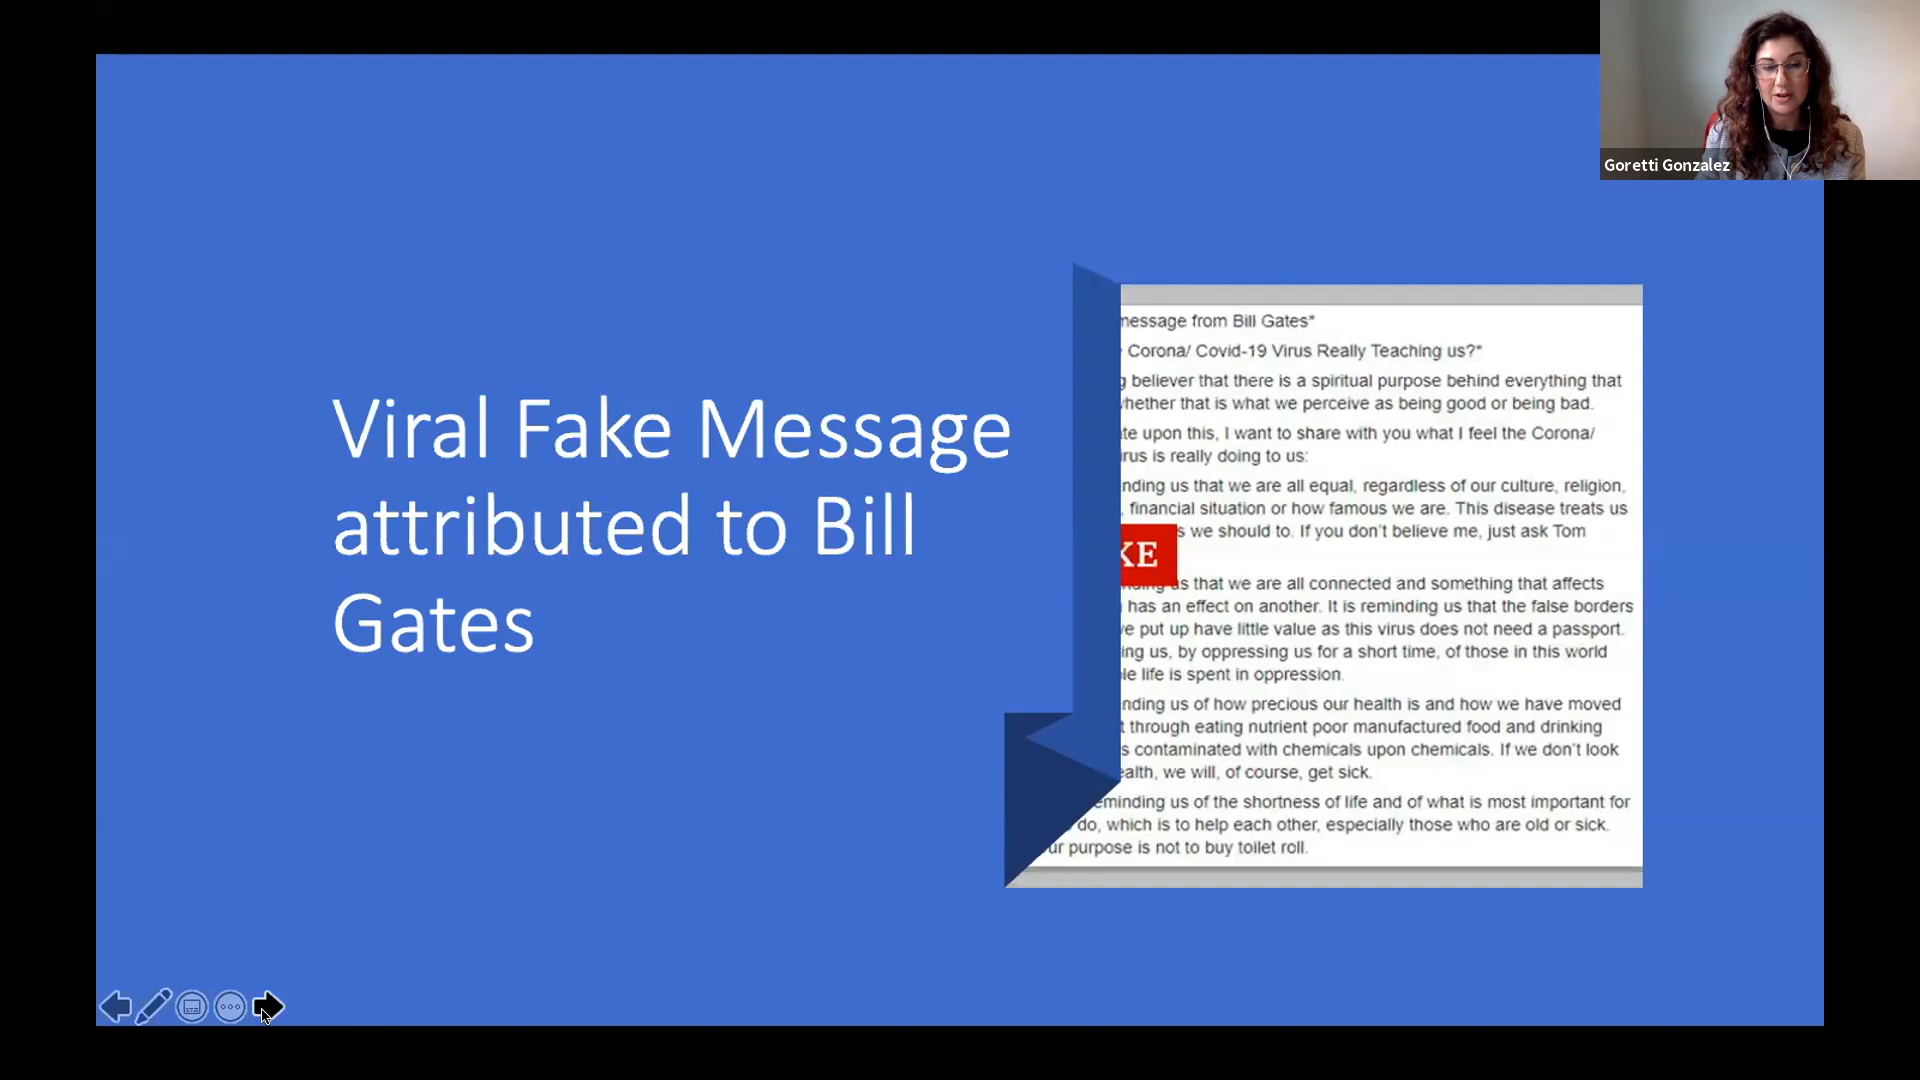 Goretti Gonzalez
Viral Fake Message
attributed to Bill
Gates
message from Bill Gates*
Corona/ Covid-19 Virus Really Teaching us?*
believer that there is a spiritual purpose behind everything that
whether that is what we perceive as being good or being bad.
upon this, I want to share with you what I feel the Corona/
is really doing to us:
us that we are all equal, regardless of our culture, religion,
, financial situation or how famous we are. This disease treats us
we should to. If you don't believe me, just ask Tom
KE
us that we are all connected and something that affects
has an effect on another. It is reminding us that the false borders
put up have little value as this virus does not need a passport.
us, by oppressing us for a short time, of those in this world
life is spent in oppression.
us of how precious our health is and how we have moved
through eating nutrient poor manufactured food and drinking
contaminated with chemicals upon chemicals. If we don't look
ealth, we will, of course, get sick.
eminding us of the shortness of life and of what is most important for
do, which is to help each other, especially those who are old or sick.
ur purpose is not to buy toilet roll.